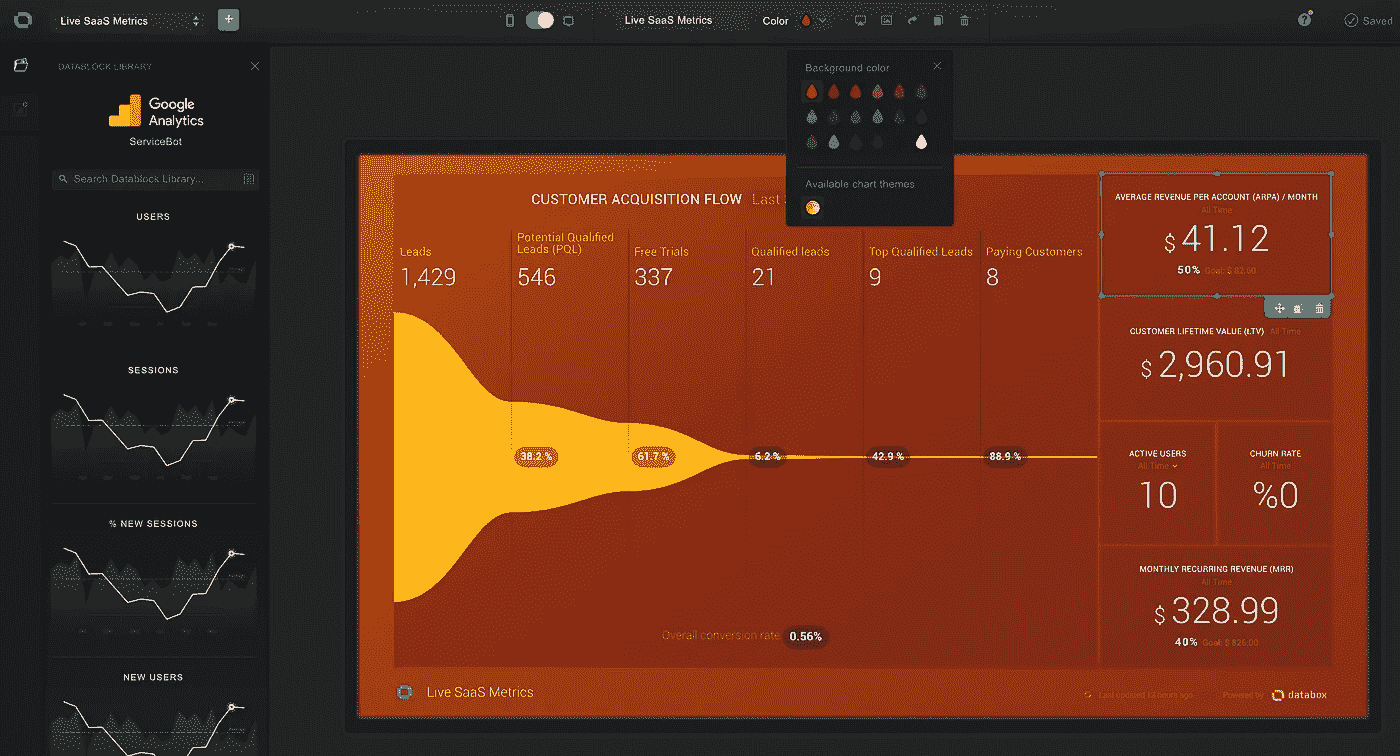 Live SaaS Metrics
+
Live SaaS Metrics
Color
?
Saved
DATABLOCK LIBRARY
Google
Analytics
ServiceBot
Search Datablock Library...
USERS
SESSIONS
% NEW SESSIONS
NEW USERS
Background color
Available chart themes
CUSTOMER ACQUISITION FLOW Last
Leads
1,429
Potential Qualified
Leads (PQL)
546
Free Trials
337
Qualified leads
21
Top Qualified Leads
9
Paying Customers
8
38.2 %
61.7 %
6.2 %
42.9 %
88.9 %
Overall conversion rate 0.56%
AVERAGE REVENUE PER ACCOUNT (ARPA) / MONTH
All Time
$ 41.12
50% Goal: $ 82.60
CUSTOMER LIFETIME VALUE (LTV) All Time
$ 2,960.91
ACTIVE USERS
All Time
10
CHURN RATE
All Time
%0
MONTHLY RECURRING REVENUE (MRR)
All Time
$ 328.99
40% Goal: $ 826.00
Live SaaS Metrics
Last updated 13 hours ago
Powered by databox